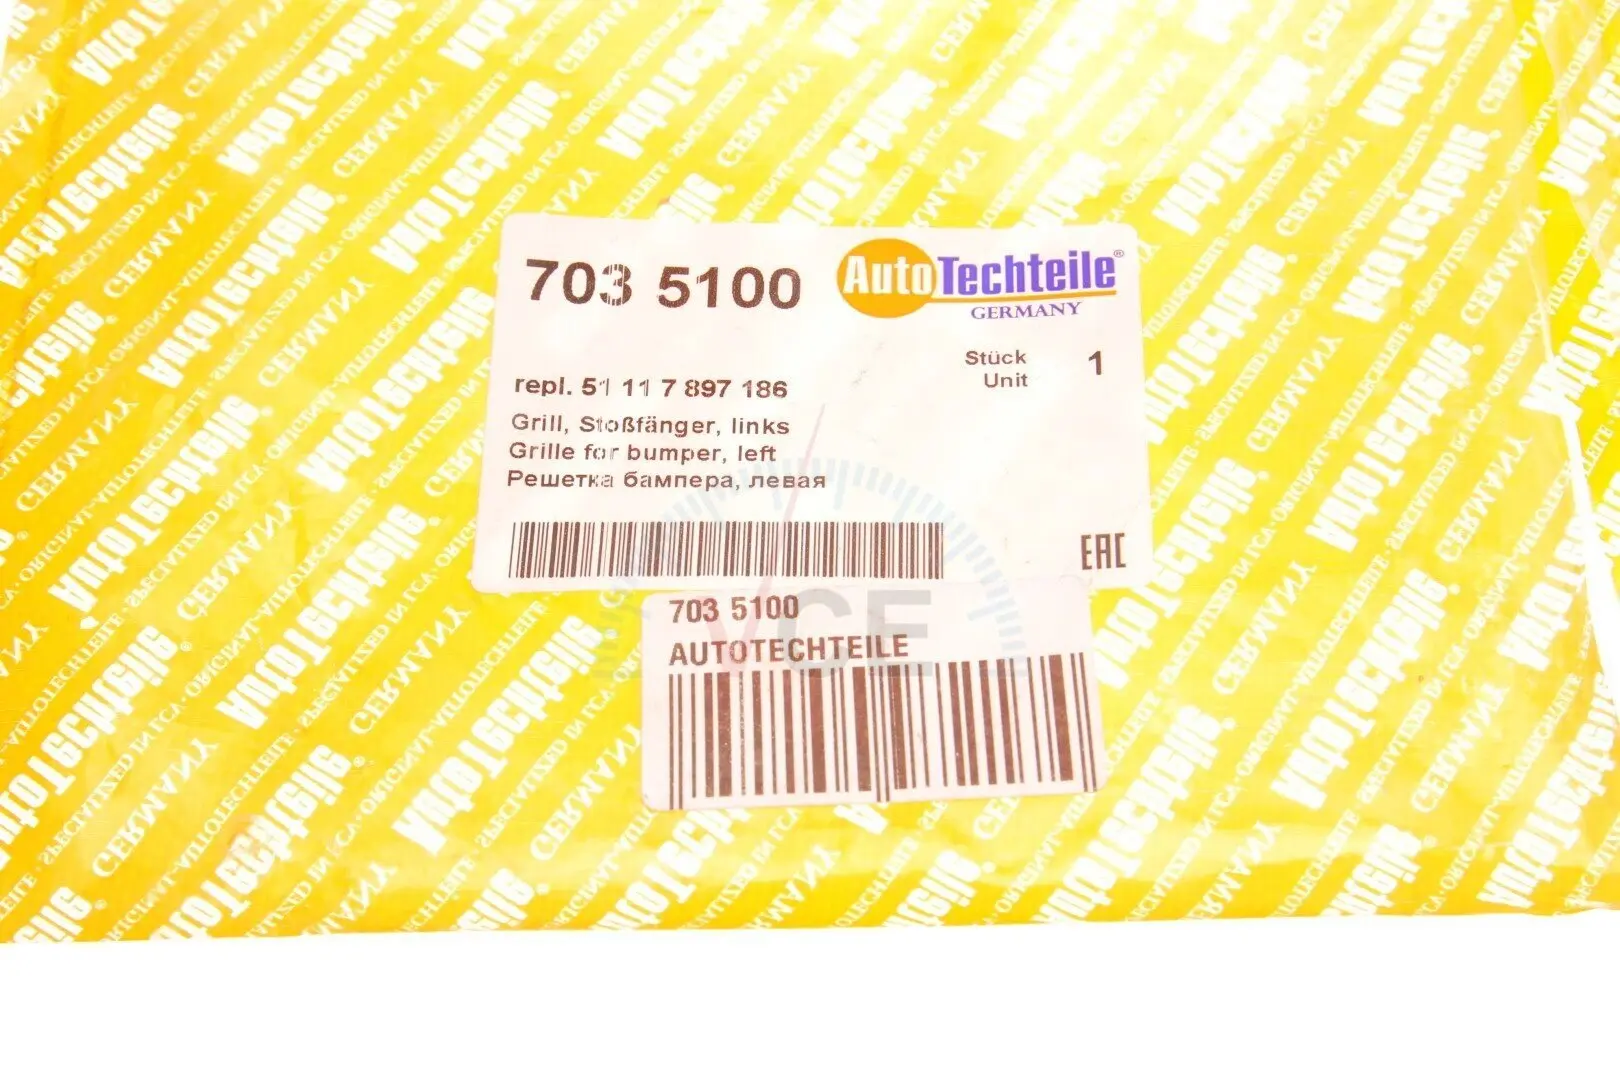 703 5100
AutoTechteile®
GERMANY
Stück
Unit
1
repl. 51 11 7 897 186
Grill, Stoßfänger, links
Grille for bumper, left
Решетка бампера, левая
EAC
703 5100
AUTOTECHTEILE
VCE